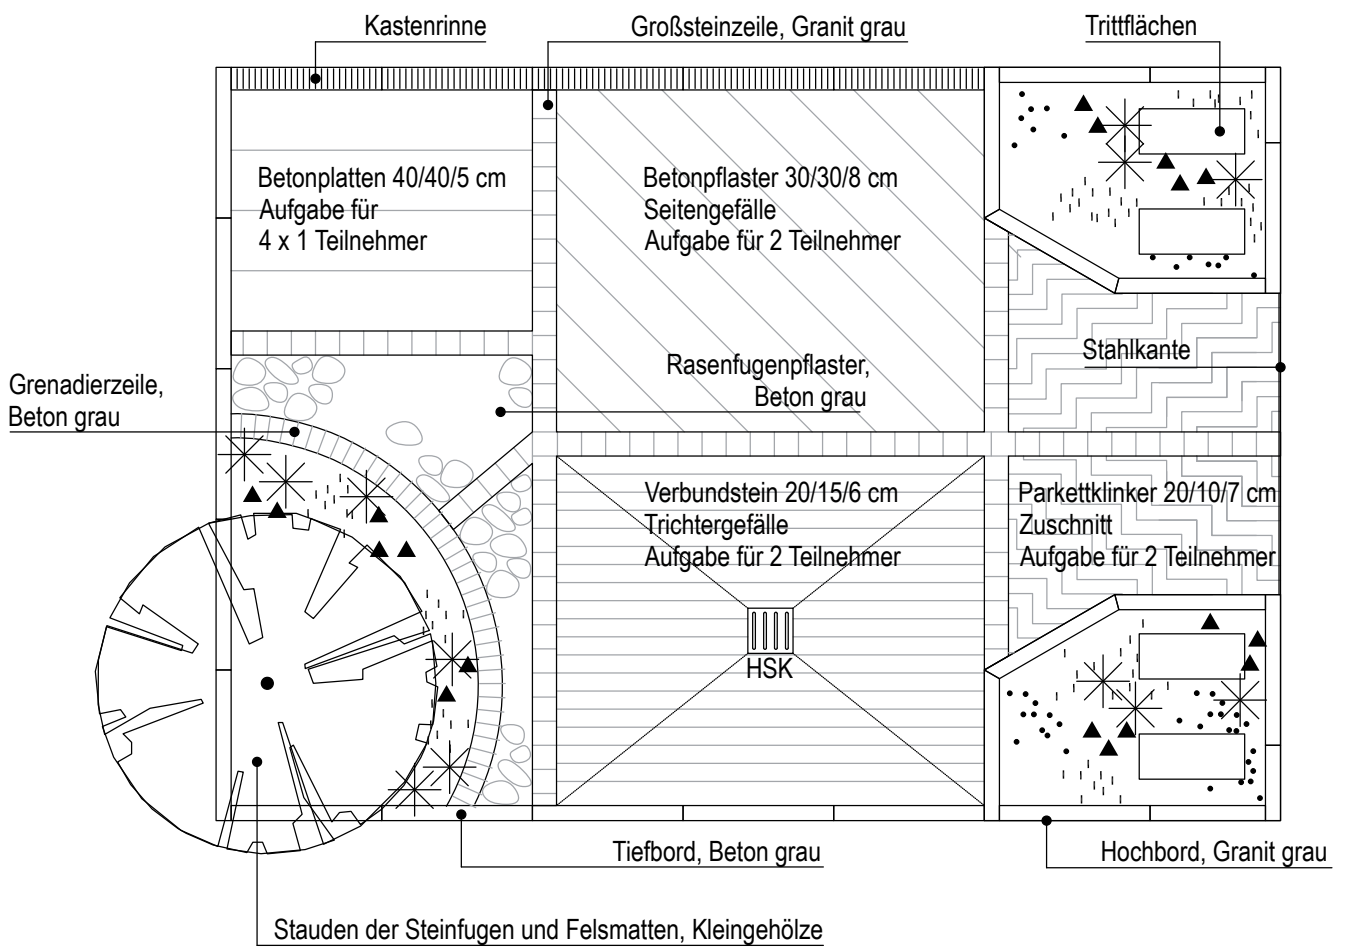 Kastenrinne
Großsteinzeile, Granit grau
Trittflächen
Betonplatten 40/40/5 cm
Aufgabe für
4 x 1 Teilnehmer
Betonpflaster 30/30/8 cm
Seitengefälle
Aufgabe für 2 Teilnehmer
Stahlkante
Rasenfugenpflaster,
Beton grau
Grenadierzeile,
Beton grau
Verbundstein 20/15/6 cm
Trichtergefälle
Aufgabe für 2 Teilnehmer
Parkettklinker 20/10/7 cm
Zuschnitt
Aufgabe für 2 Teilnehmer
HSK
Tiefbord, Beton grau
Hochbord, Granit grau
Stauden der Steinfugen und Felsmatten, Kleingehölze